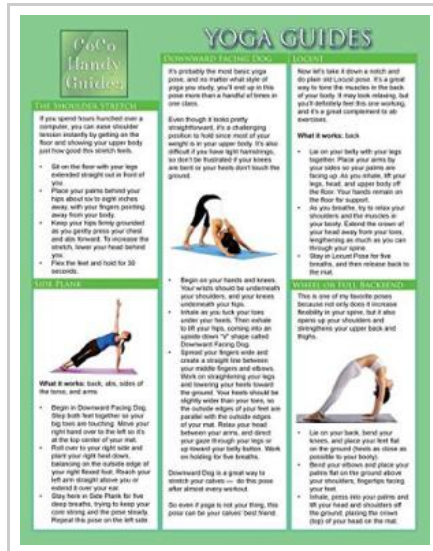 CoCo
Handy
Guides
YOGA GUIDES
THE SHOULDER STRETCH
If you spend hours hunched over a
computer, you can ease shoulder
tension instantly by getting on the
floor and showing your upper body
just how good this stretch feels.
• Sit on the floor with your legs
extended straight out in front of
you.
• Place your palms behind your
hips about six to eight inches
away, with your fingers pointing
away from your body.
• Keep your hips firmly grounded
as you gently press your chest
and abs forward. To increase the
stretch, lower your head behind
you.
• Flex the feet and hold for 30
seconds.
SIDE PLANK
What it works: back, abs, sides of
the torso, and arms.
• Begin in Downward Facing Dog.
Step both feet together so your
big toes are touching. Move your
right hand over to the left so it's
at the top center of your mat.
• Roll over to your right side and
plant your right heel down,
balancing on the outside edge of
your right flexed foot. Reach your
left arm straight above you or
extend it over your ear.
• Stay here in Side Plank for five
deep breaths, trying to keep your
core strong and the pose steady.
Repeat this pose on the left side
DOWNWARD FACING DOG
It's probably the most basic yoga
pose, and no matter what style of
yoga you study, you'll end up in this
pose more than a handful of times in
one class.
Even though it looks pretty
straightforward, it's a challenging
position to hold since most of your
weight is in your upper body. It's also
difficult if you have tight hamstrings,
so don't be frustrated if your knees
are bent or your heels don't touch the
ground.
• Begin on your hands and knees.
Your wrists should be underneath
your shoulders, and your knees
underneath your hips.
• Inhale as you tuck your toes
under your heels. Then exhale
to lift your hips, coming into an
upside down "V" shape called
Downward Facing Dog.
• Spread your fingers wide and
create a straight line between
your middle fingers and elbows.
Work on straightening your legs
and lowering your heels toward
the ground. Your heels should be
slightly wider than your toes, so
the outside edges of your feet are
parallel with the outside edges
of your mat. Relax your head
between your arms, and direct
your gaze through your legs or
up toward your belly button. Work
on holding for five breaths.
Downward Dog is a great way to
stretch your calves — do this pose
after almost every workout.
So even if yoga is not your thing, this
pose can be your calves' best friend.
LOCUST
Now let's take it down a notch and
do plain old Locust pose. It's a great
way to tone the muscles in the back
of your body. It may look relaxing, but
you'll definitely feel this one working,
and it's a great complement to ab
exercises.
What it works: back
• Lie on your belly with your legs
together. Place your arms by
your sides so your palms are
facing up. As you inhale, lift your
legs, head, and upper body off
the floor. Your hands remain on
the floor for support.
• As you breathe, try to relax your
shoulders and the muscles in
your body. Extend the crown of
your head away from your toes,
lengthening as much as you can
through your spine.
• Stay in Locust Pose for five
breaths, and then release back to
the mat.
WHEEL OR FULL BACKBEND
This is one of my favorite poses
because not only does it increase
flexibility in your spine, but it also
opens up your shoulders and
strengthens your upper back and
thighs.
• Lie on your back, bend your
knees, and place your feet flat
on the ground (heels as close as
possible to your body).
• Bend your elbows and place your
palms flat on the ground above
your shoulders, fingertips facing
your feet.
• Inhale, press into your palms and
lift your head and shoulders off
the ground, placing the crown
(top) of your head on the mat.